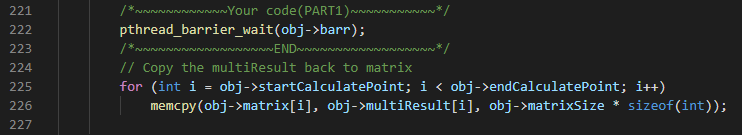 221 /*~~~~~~~~~~~~Your code(PART1)~~~~~~~~~~~*/
222 pthread_barrier_wait(obj->barr);
223 /*~~~~~~~~~~~~~~~~~~END~~~~~~~~~~~~~~~~~~*/
224 // Copy the multiResult back to matrix
225 for (int i = obj->startCalculatePoint; i < obj->endCalculatePoint; i++)
226 memcpy(obj->matrix[i], obj->multiResult[i], obj->matrixSize * sizeof(int));
227